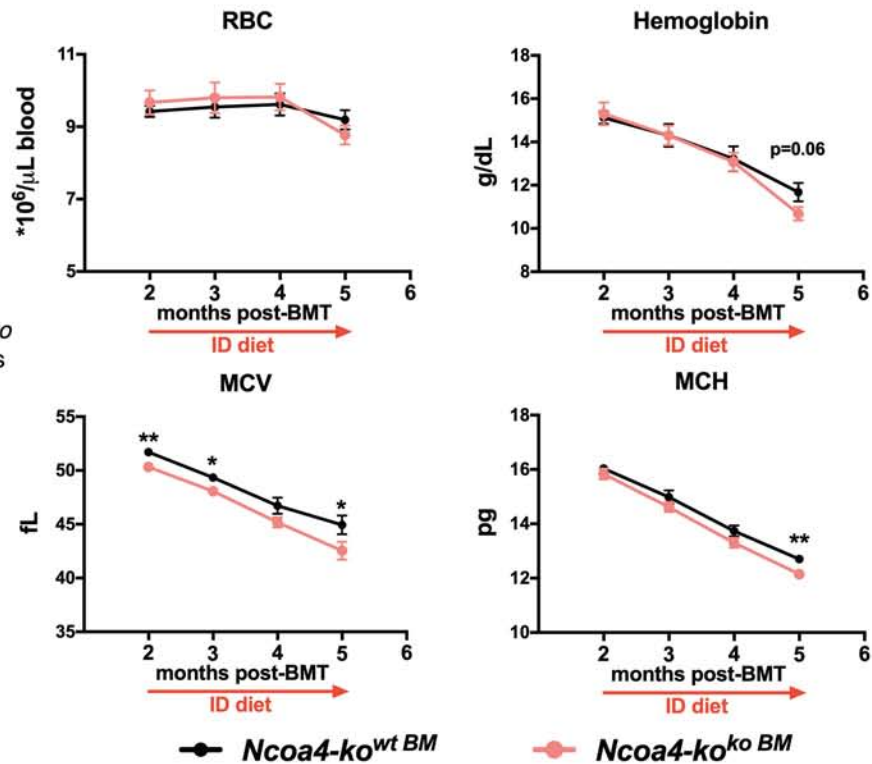 RBC
11
9
7
5
*10⁶/μL blood
2 3 4 5 6
months post-BMT
ID diet
Hemoglobin
18
16
14
12
10
8
g/dL
p=0.06
2 3 4 5 6
months post-BMT
ID diet
o
s
MCV
55
50
45
40
35
fL
**
*
*
2 3 4 5 6
months post-BMT
ID diet
MCH
18
16
14
12
10
pg
**
2 3 4 5 6
months post-BMT
ID diet
Ncoa4-ko^wt BM
Ncoa4-ko^ko BM